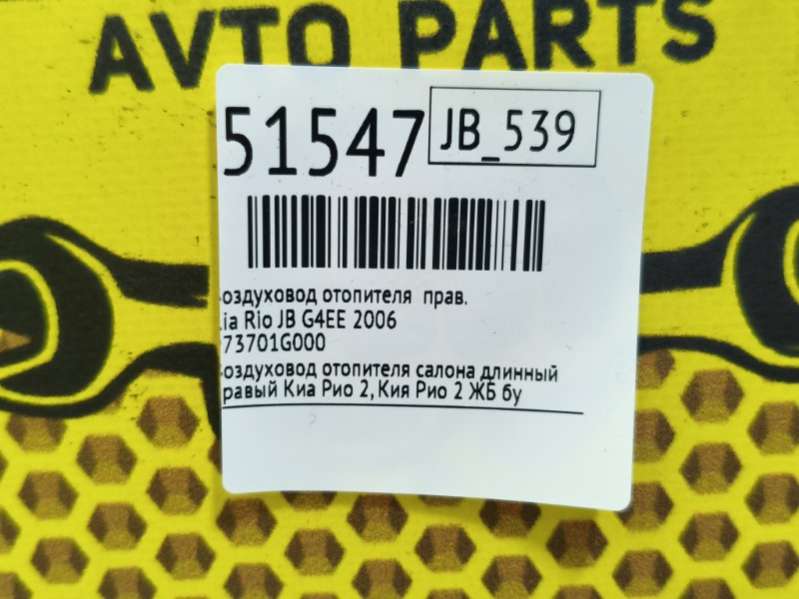 AVTO PARTS
51547
JB_539
оздуховод отопителя прав.
ia Rio JB G4EE 2006
73701G000
оздуховод отопителя салона длинный
равый Киа Рио 2, Кия Рио 2 ЖБ бу